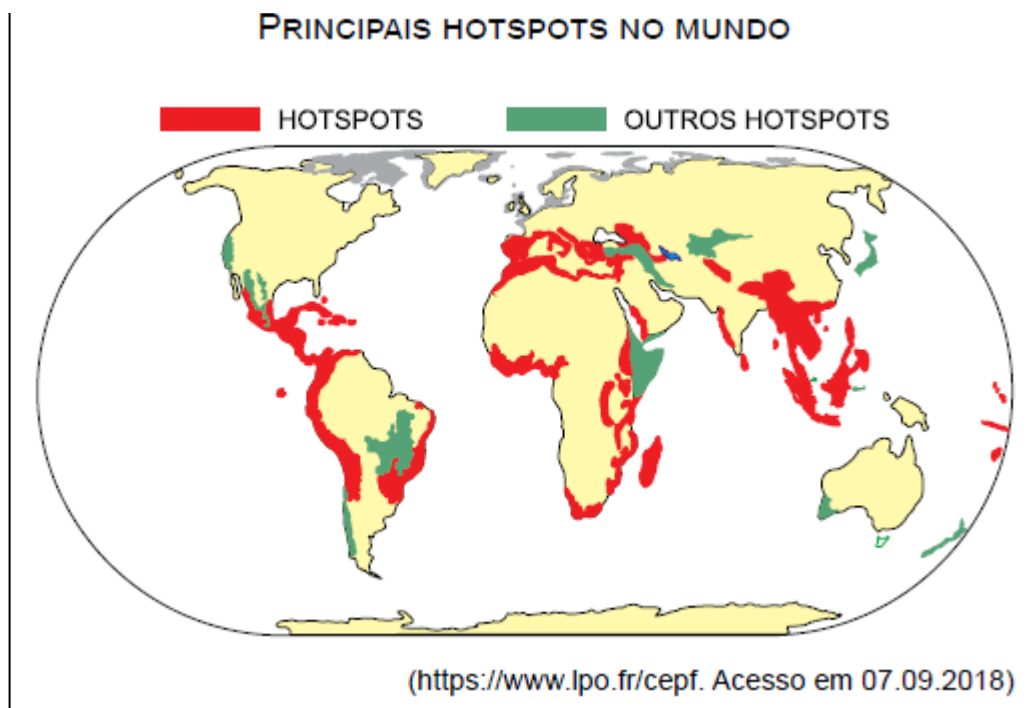 PRINCIPAIS HOTSPOTS NO MUNDO
HOTSPOTS
OUTROS HOTSPOTS
(https://www.lpo.fr/cepf. Acesso em 07.09.2018)